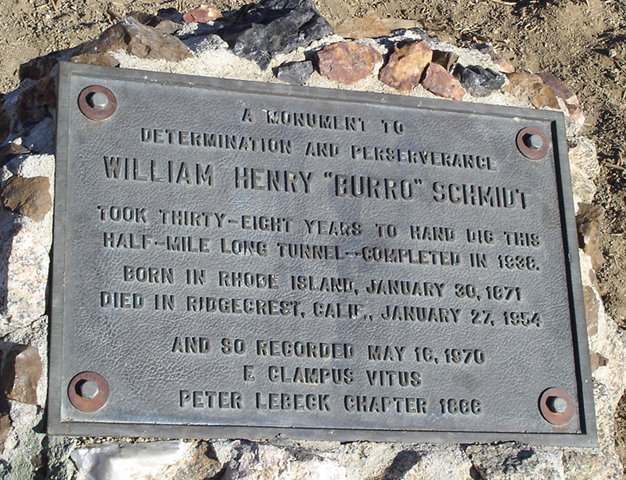 A MONUMENT TO
DETERMINATION AND PERSERVERANCE
WILLIAM HENRY "BURRO" SCHMIDT
TOOK THIRTY-EIGHT YEARS TO HAND DIG THIS
HALF-MILE LONG TUNNEL--COMPLETED IN 1938.
BORN IN RHODE ISLAND, JANUARY 30, 1871
DIED IN RIDGECREST, CALIF., JANUARY 27, 1954
AND SO RECORDED MAY 16, 1970
E CLAMPUS VITUS
PETER LEBECK CHAPTER 1866